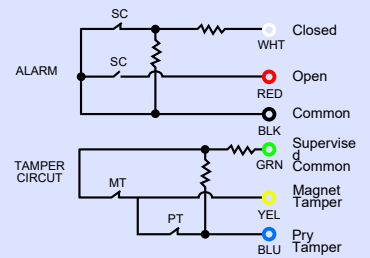 SC
Closed
WHT
SC
ALARM
Open
RED
Common
BLK
Supervise
d
Common
GRN
TAMPER
CIRCUT
MT
Magnet
Tamper
YEL
PT
Pry
Tamper
BLU